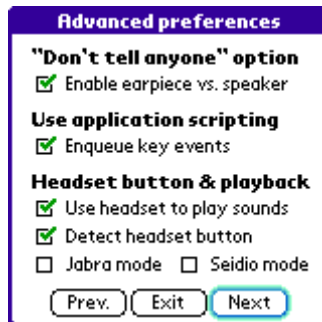 Advanced preferences
"Don't tell anyone" option
Enable earpiece vs. speaker
Use application scripting
Enqueue key events
Headset button & playback
Use headset to play sounds
Detect headset button
Jabra mode Seidio mode
Prev. Exit Next